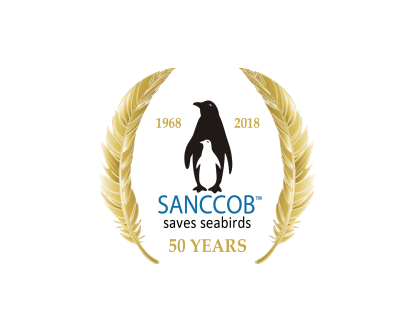 1968 2018
SANCCOB™
saves seabirds
50 YEARS